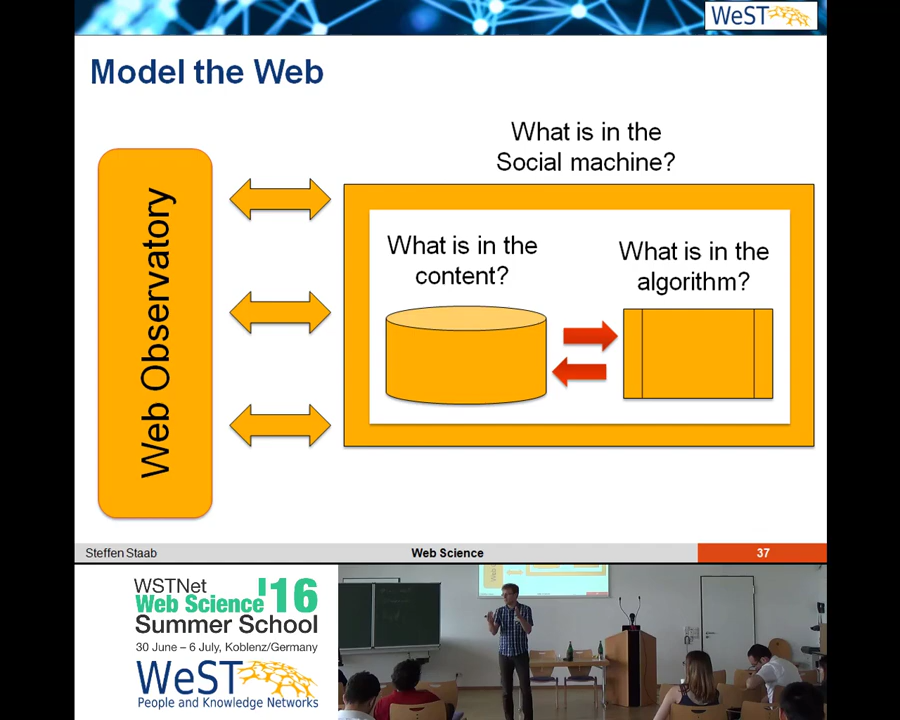 WeST
Model the Web
What is in the
Social machine?
Web Observatory
What is in the
content?
What is in the
algorithm?
Steffen Staab
Web Science
37
WSTNet
Web Science '16
Summer School
30 June – 6 July, Koblenz/Germany
WeST
People and Knowledge Networks